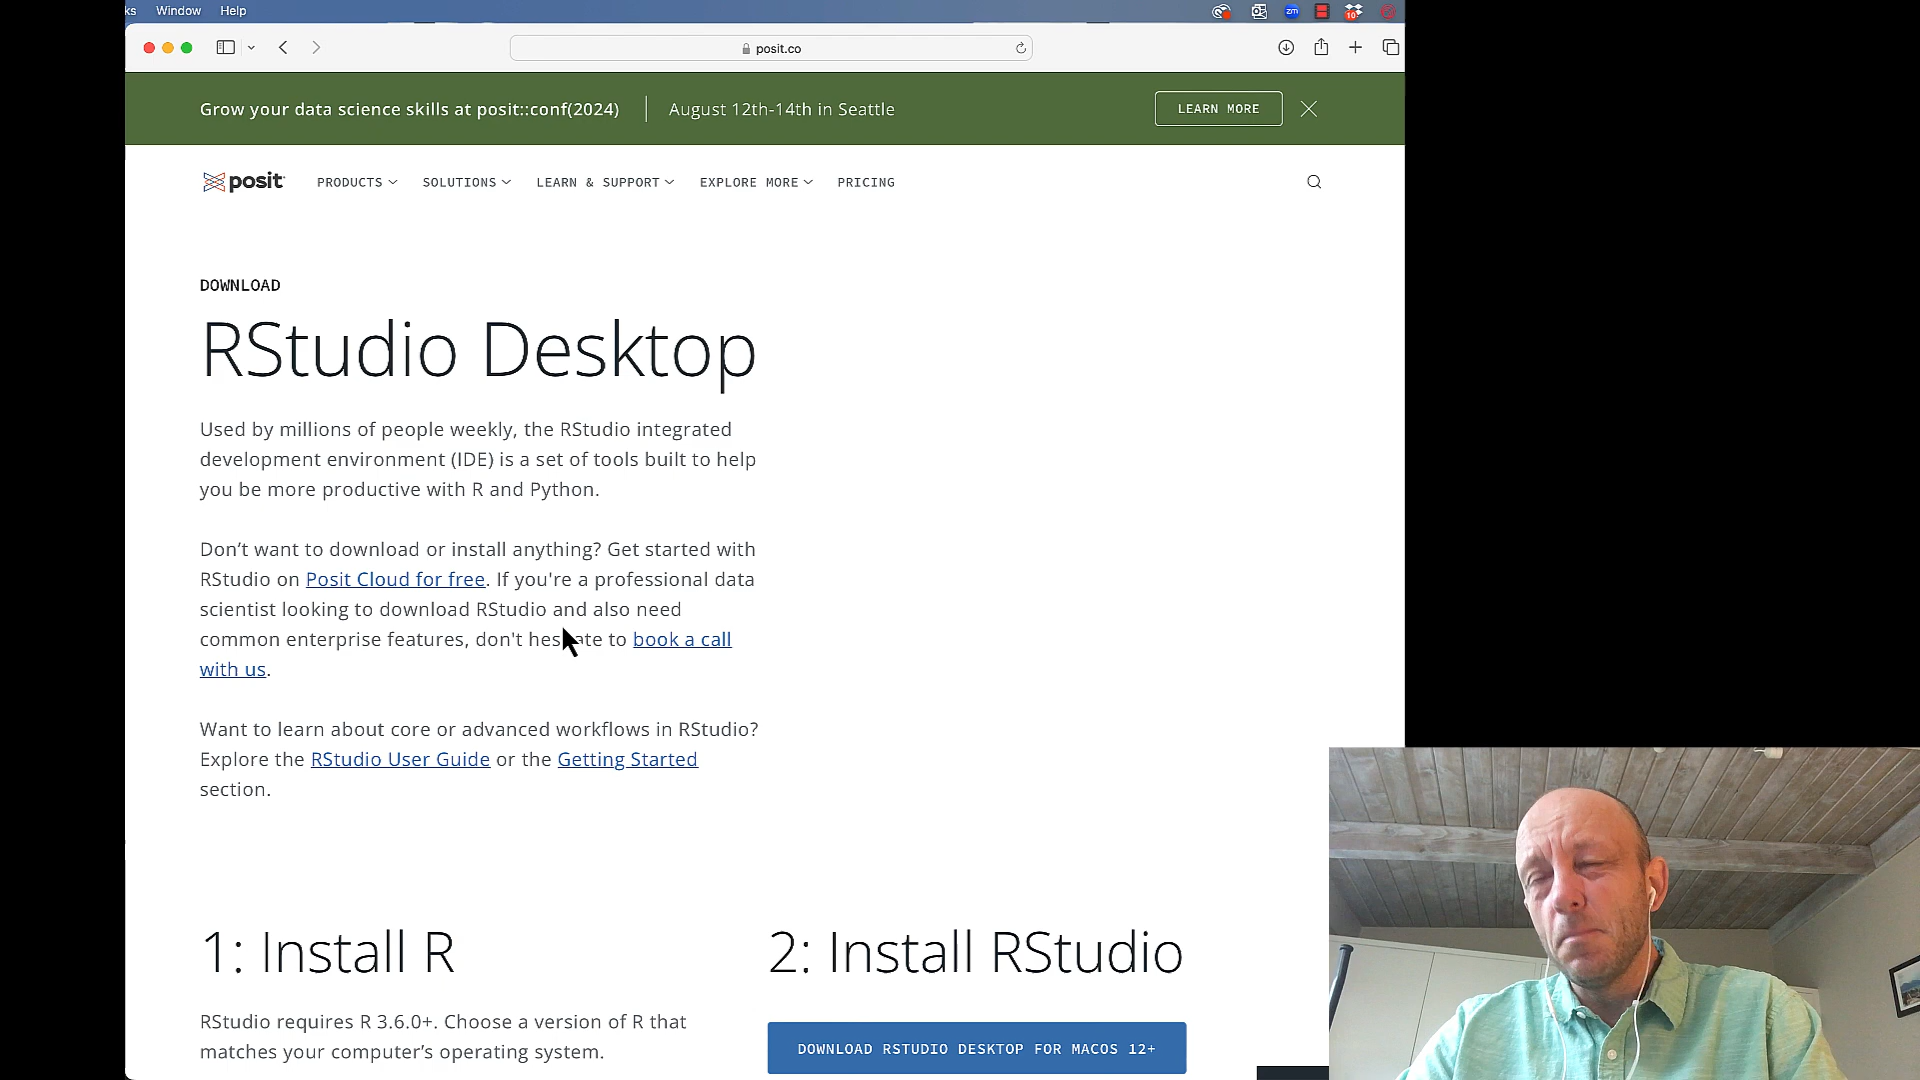 ks Window Help
zm
10
posit.co
Grow your data science skills at posit::conf(2024) August 12th-14th in Seattle LEARN MORE
posit PRODUCTS SOLUTIONS LEARN & SUPPORT EXPLORE MORE PRICING
DOWNLOAD
RStudio Desktop
Used by millions of people weekly, the RStudio integrated
development environment (IDE) is a set of tools built to help
you be more productive with R and Python.
Don’t want to download or install anything? Get started with
RStudio on Posit Cloud for free. If you're a professional data
scientist looking to download RStudio and also need
common enterprise features, don't hesitate to book a call
with us.
Want to learn about core or advanced workflows in RStudio?
Explore the RStudio User Guide or the Getting Started
section.
1: Install R
RStudio requires R 3.6.0+. Choose a version of R that
matches your computer’s operating system.
2: Install RStudio
DOWNLOAD RSTUDIO DESKTOP FOR MACOS 12+